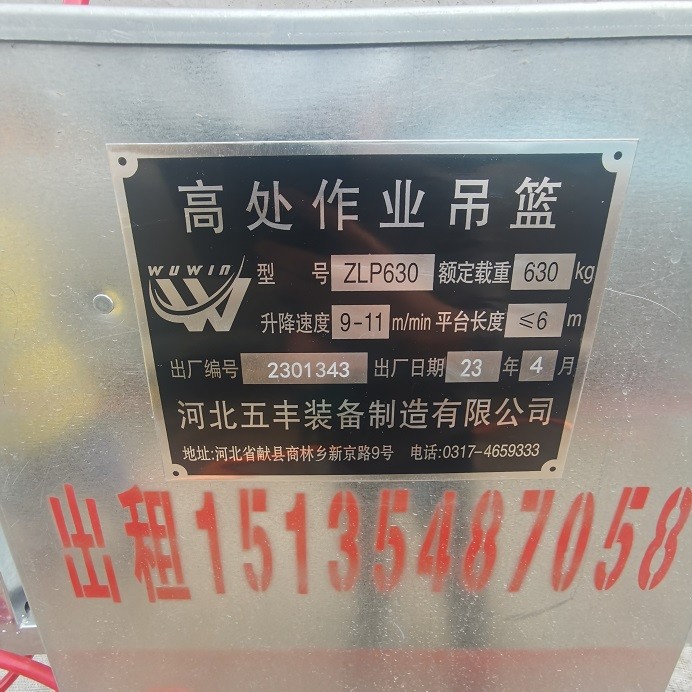 高处作业吊篮
WUWIN
型 号 ZLP630 额定载重 630 kg
升降速度 9-11 m/min 平台长度 ≤6 m
出厂编号 2301343 出厂日期 23 年 4 月
河北五丰装备制造有限公司
地址:河北省献县商林乡新京路9号 电话:0317-4659333
出租15135487058